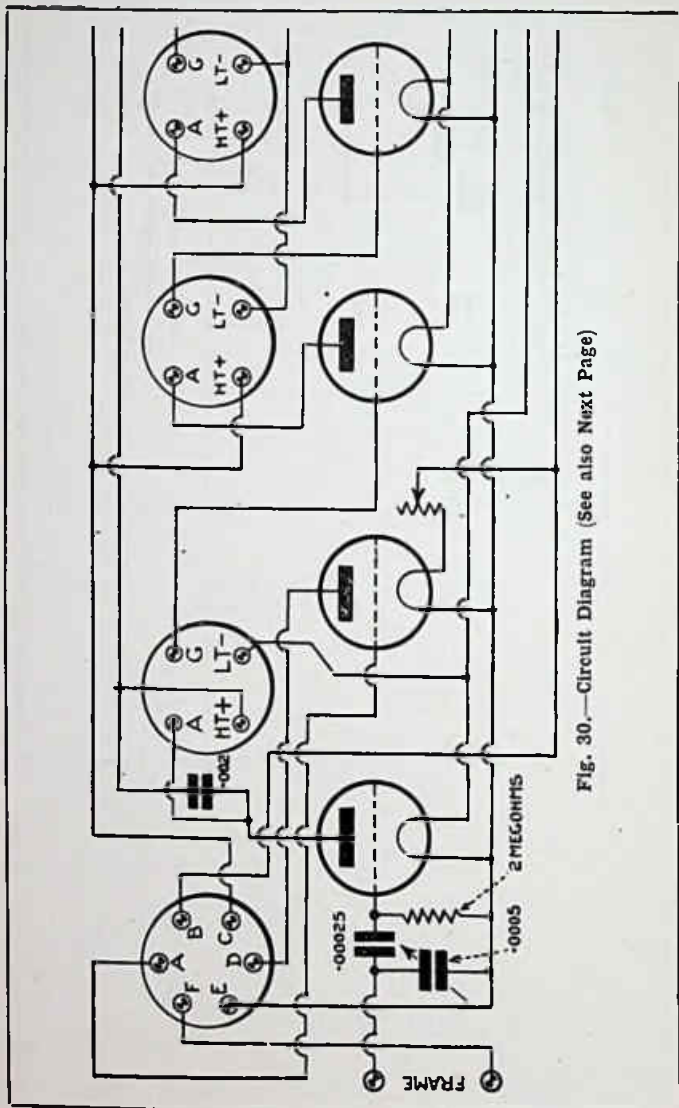 G
LT-
A
HT+
G
LT-
A
HT+
G
LT-
A
HT+
·002
A
B
C
D
E
F
·00025
2 MEGOHMS
·0005
FRAME
Fig. 30.—Circuit Diagram (See also Next Page)